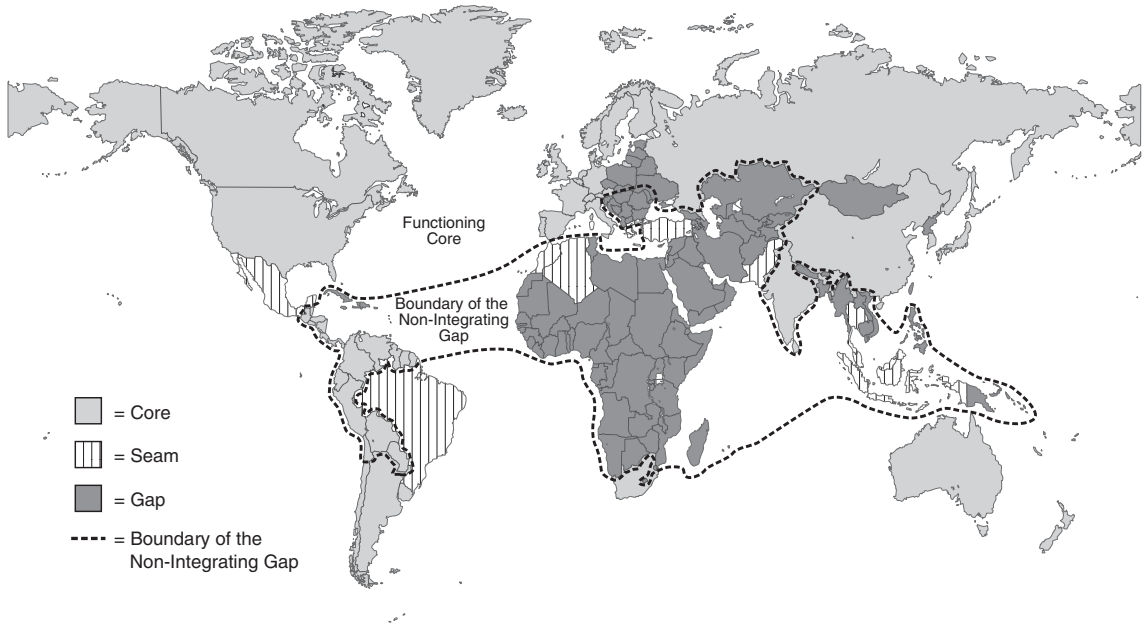 Functioning
Core
Boundary of the
Non-Integrating
Gap
= Core
= Seam
= Gap
= Boundary of the
Non-Integrating Gap